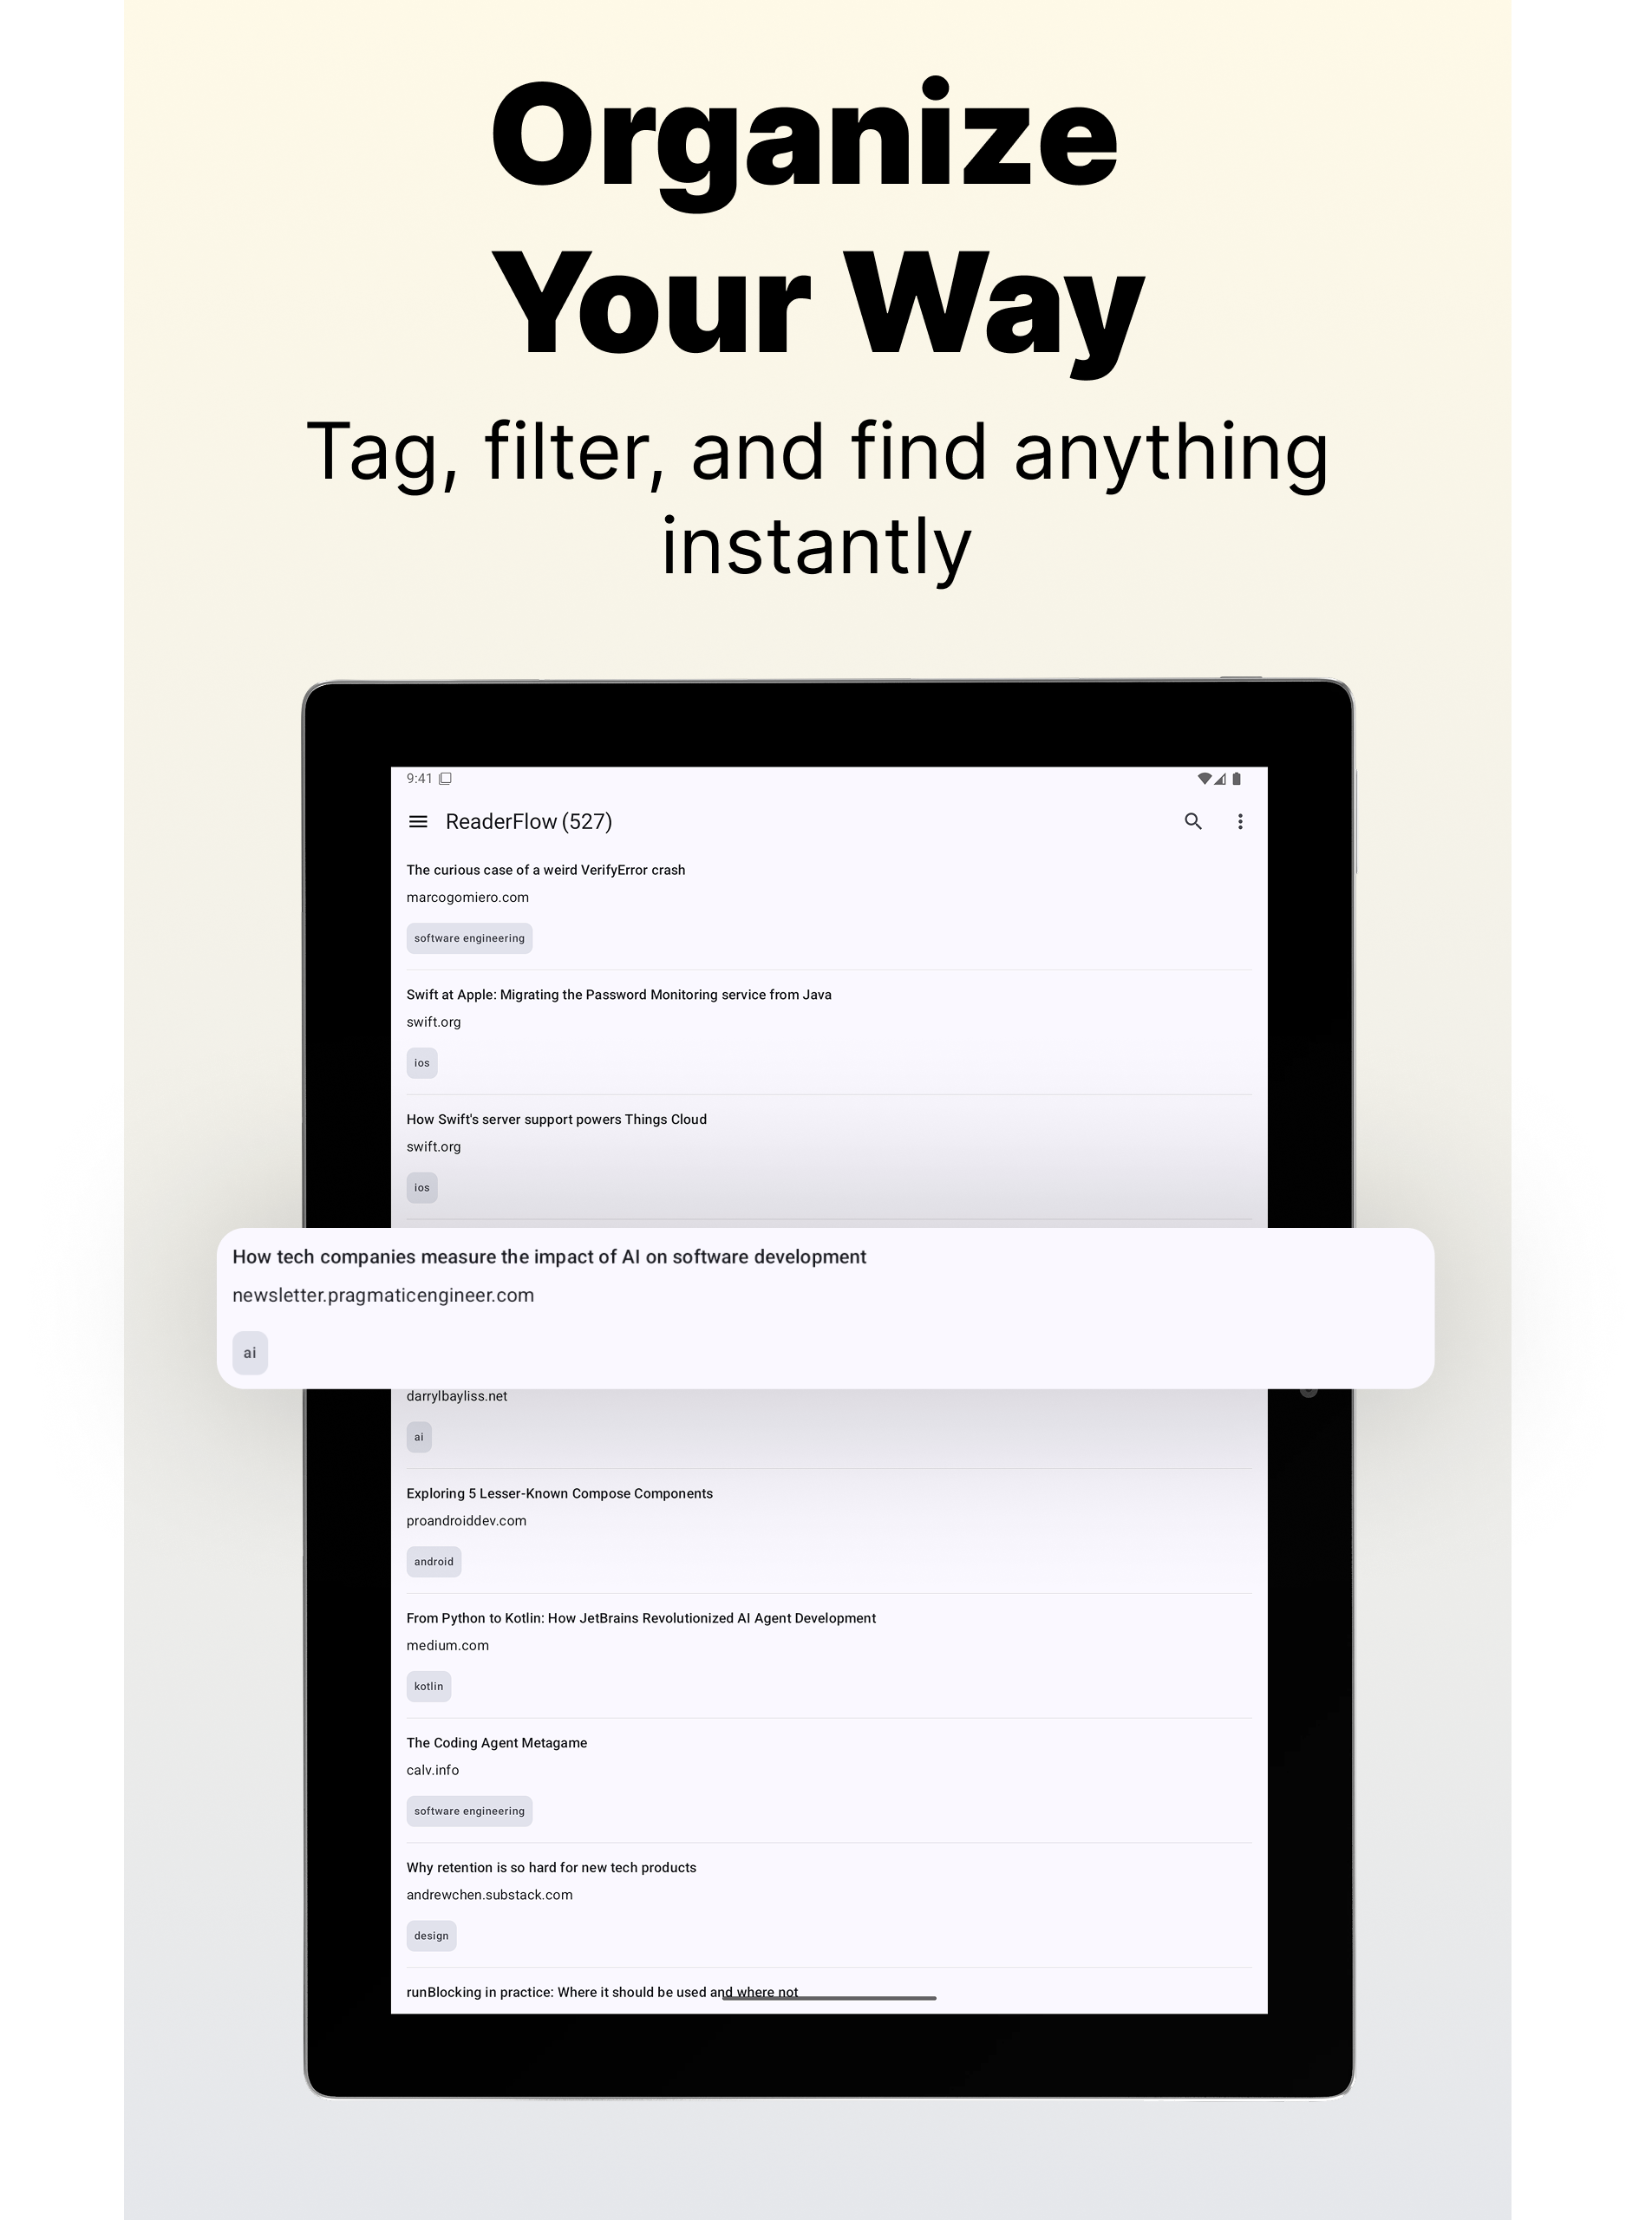 Organize
Your Way
Tag, filter, and find anything
instantly
9:41
ReaderFlow (527)
The curious case of a weird VerifyError crash
marcogomiero.com
software engineering
Swift at Apple: Migrating the Password Monitoring service from Java
swift.org
ios
How Swift's server support powers Things Cloud
swift.org
ios
How tech companies measure the impact of AI on software development
newsletter.pragmaticengineer.com
ai
darrylbayliss.net
ai
Exploring 5 Lesser-Known Compose Components
proandroiddev.com
android
From Python to Kotlin: How JetBrains Revolutionized AI Agent Development
medium.com
kotlin
The Coding Agent Metagame
calv.info
software engineering
Why retention is so hard for new tech products
andrewchen.substack.com
design
runBlocking in practice: Where it should be used and where not